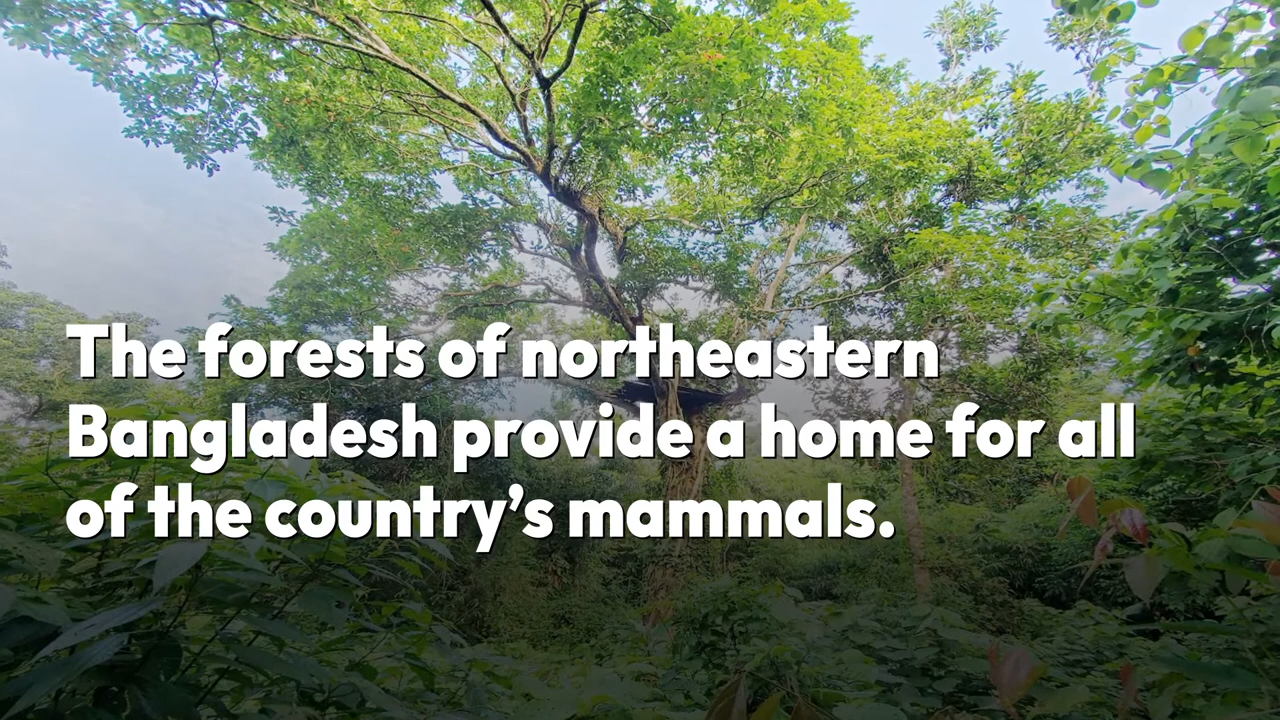 The forests of northeastern
Bangladesh provide a home for all
of the country’s mammals.